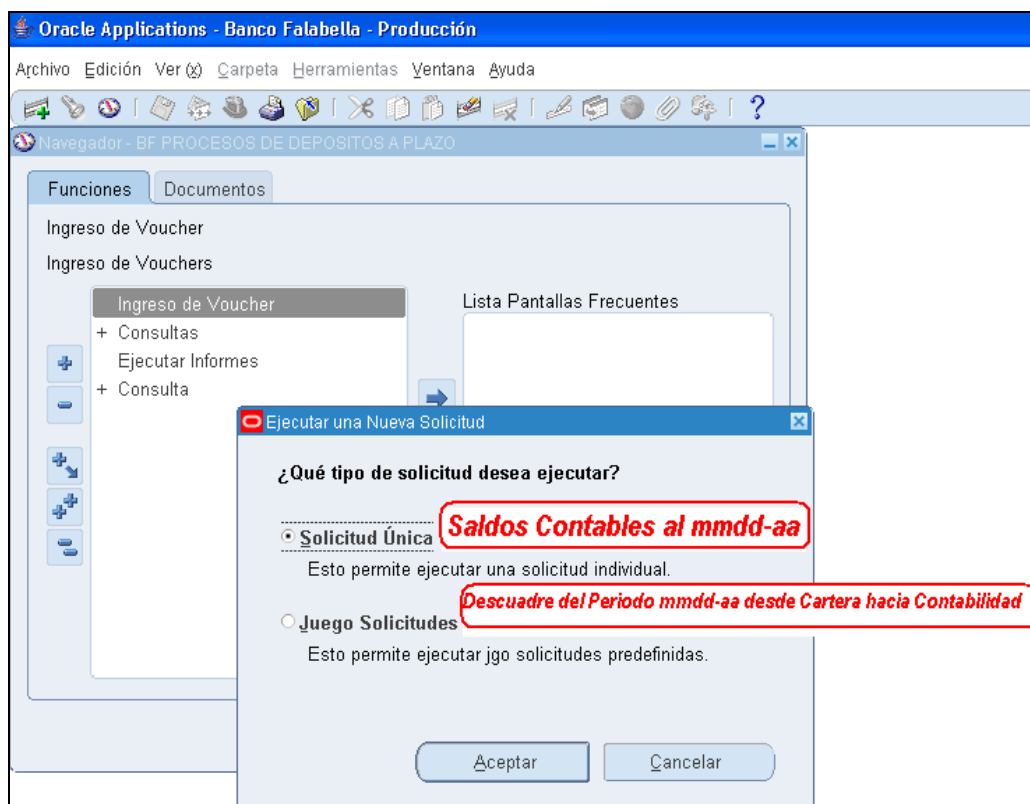 Oracle Applications - Banco Falabella - Producción
Archivo Edición Ver (x) Carpeta Herramientas Ventana Ayuda
Navegador - BF PROCESOS DE DEPOSITOS A PLAZO
Funciones Documentos
Ingreso de Voucher
Ingreso de Vouchers
Ingreso de Voucher
+ Consultas
Ejecutar Informes
+ Consulta
Lista Pantallas Frecuentes
Ejecutar una Nueva Solicitud
¿Qué tipo de solicitud desea ejecutar?
Solicitud Única
Saldos Contables al mmdd-aa
Esto permite ejecutar una solicitud individual.
Descuadre del Periodo mmdd-aa desde Cartera hacia Contabilidad
Juego Solicitudes
Esto permite ejecutar jgo solicitudes predefinidas.
Aceptar Cancelar